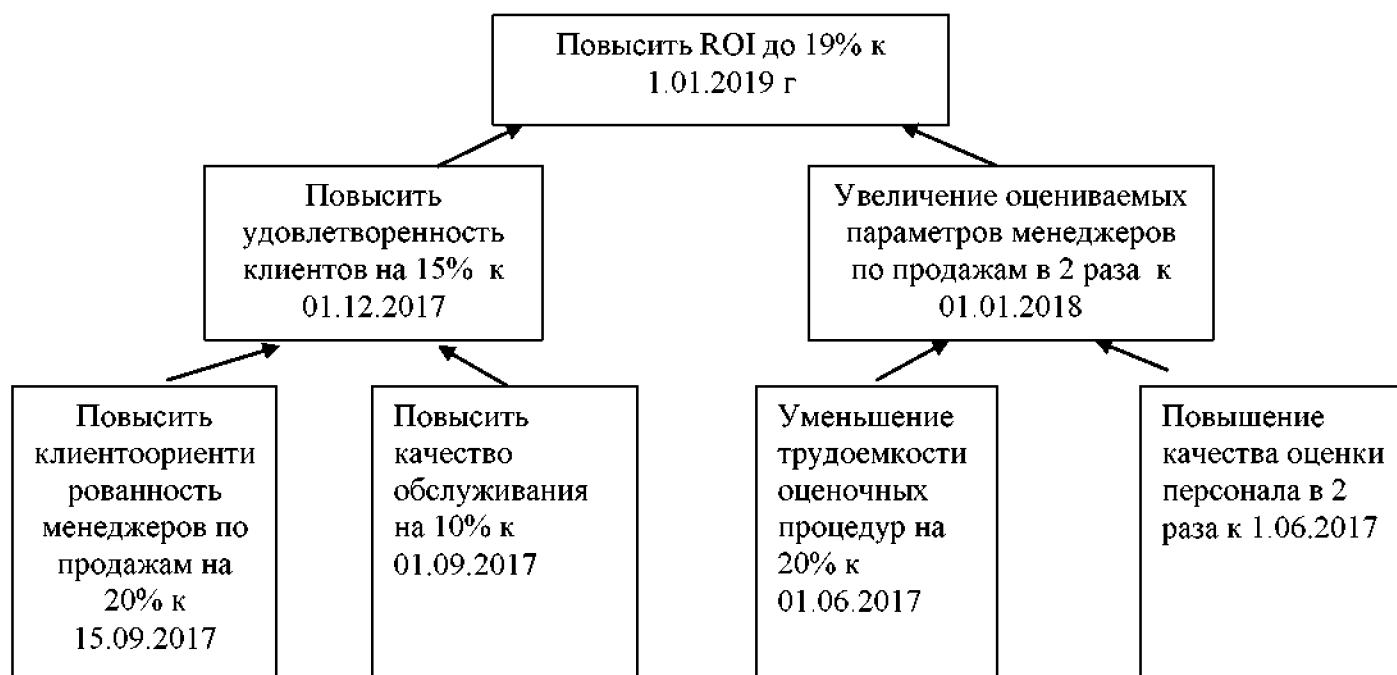 Повысить ROI до 19% к
1.01.2019 г
Повысить
удовлетворенность
клиентов на 15% к
01.12.2017
Увеличение оцениваемых
параметров менеджеров
по продажам в 2 раза к
01.01.2018
Повысить
клиентоориенти
рованность
менеджеров по
продажам на
20% к
15.09.2017
Повысить
качество
обслуживания
на 10% к
01.09.2017
Уменьшение
трудоемкости
оценочных
процедур на
20% к
01.06.2017
Повышение
качества оценки
персонала в 2
раза к 1.06.2017